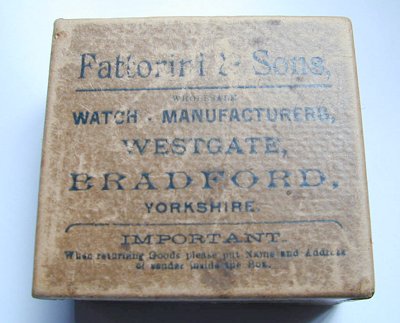 Fattorini & Sons,
WHOLESALE
WATCH · MANUFACTURERS,
WESTGATE,
BRADFORD,
YORKSHIRE.
IMPORTANT.
When returning Goods please put Name and Address
of sender inside the Box.